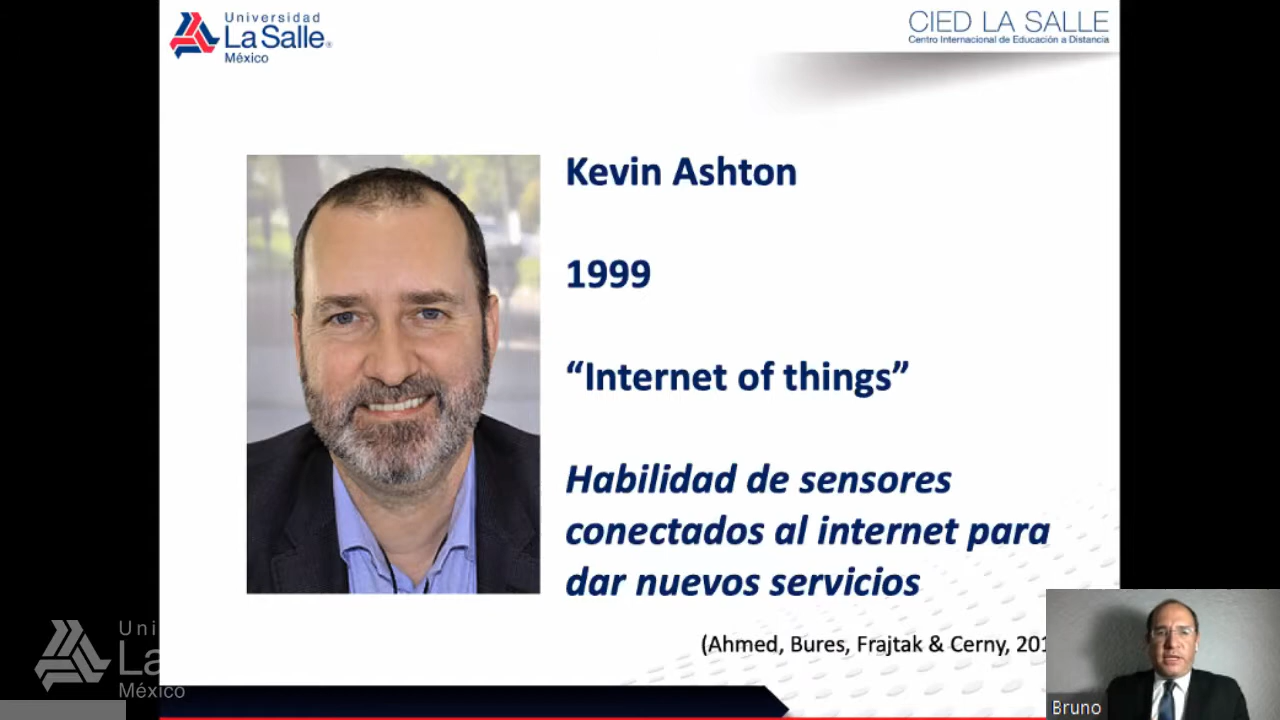 Universidad
La Salle®
México
CIED LA SALLE
Centro Internacional de Educación a Distancia
Kevin Ashton
1999
“Internet of things”
Habilidad de sensores
conectados al internet para
dar nuevos servicios
(Ahmed, Bures, Frajtak & Cerny, 201
Uni
La
México
Bruno